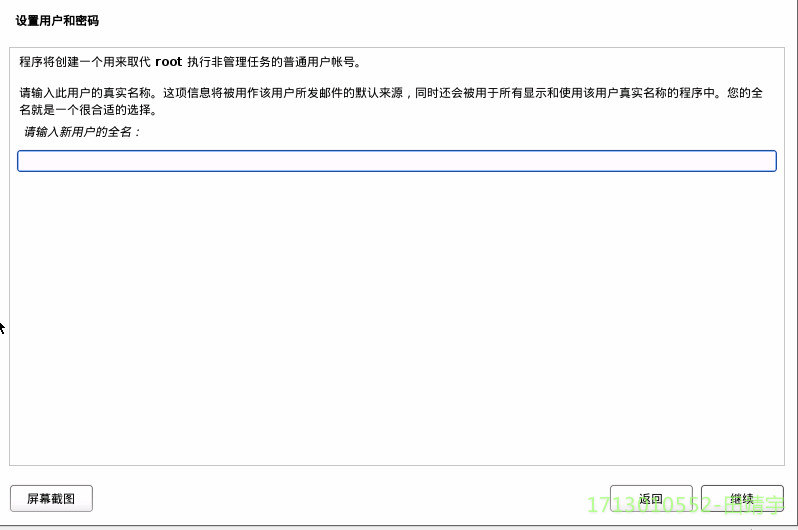 设置用户和密码
程序将创建一个用来取代 root 执行非管理任务的普通用户帐号。
请输入此用户的真实名称。这项信息将被用作该用户所发邮件的默认来源，同时还会被用于所有显示和使用该用户真实名称的程序中。您的全
名就是一个很合适的选择。
请输入新用户的全名：
屏幕截图
返回
继续